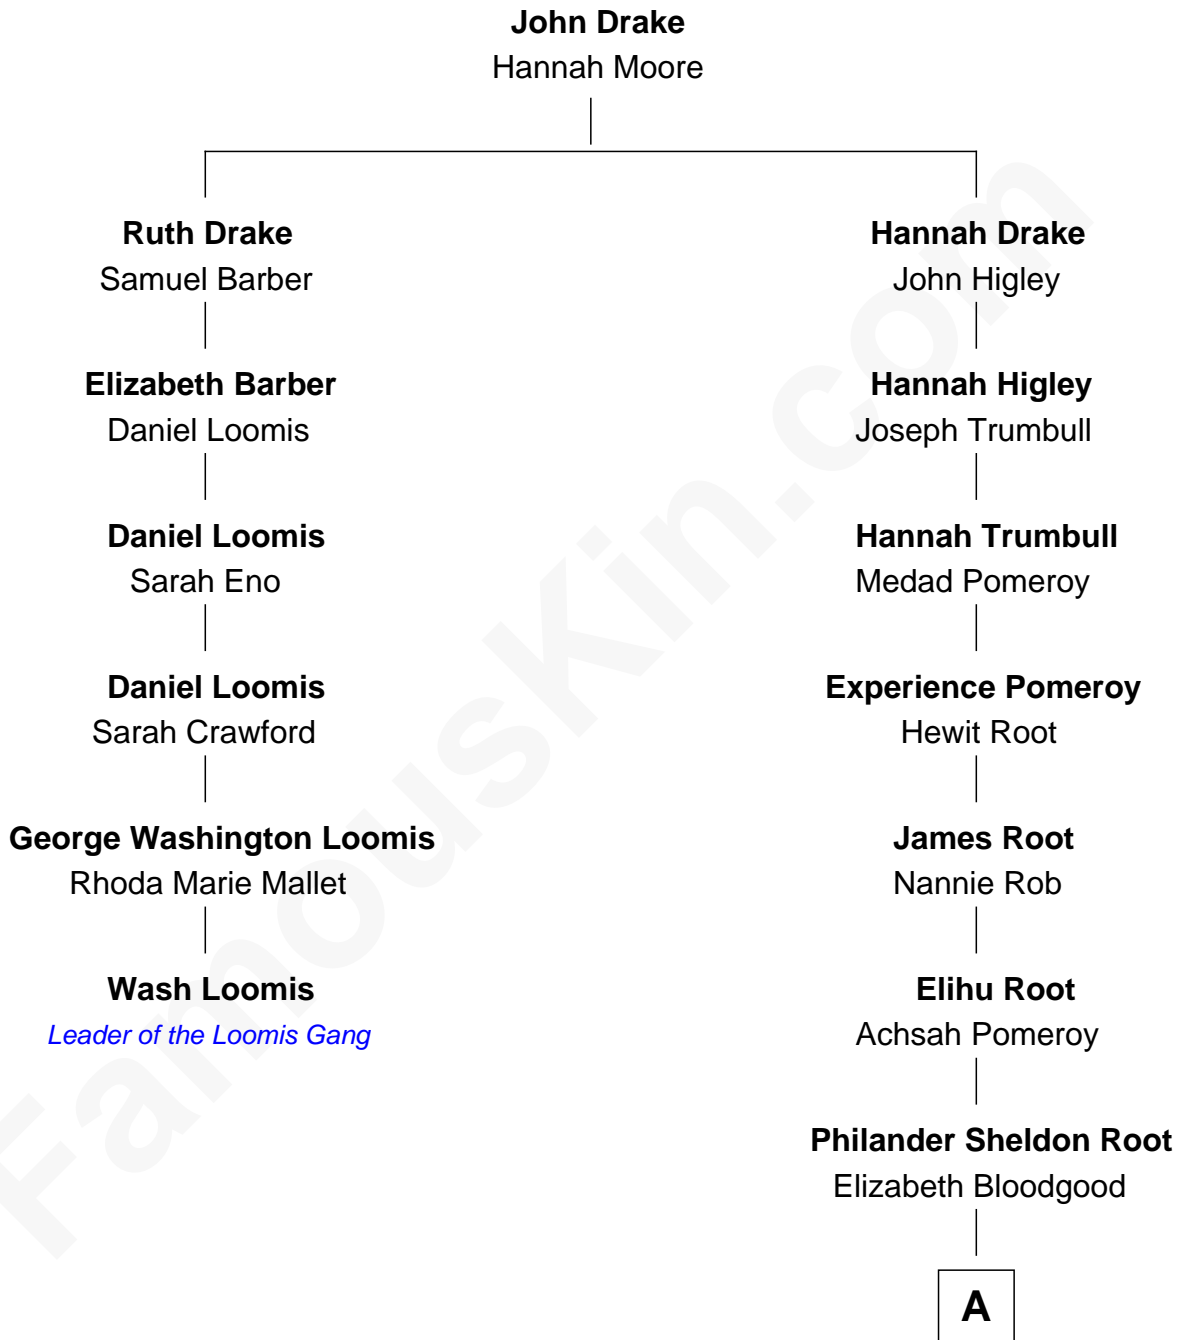 John Drake
Hannah Moore
Ruth Drake
Samuel Barber
Hannah Drake
John Higley
Elizabeth Barber
Daniel Loomis
Hannah Higley
Joseph Trumbull
Daniel Loomis
Sarah Eno
Hannah Trumbull
Medad Pomeroy
Daniel Loomis
Sarah Crawford
Experience Pomeroy
Hewit Root
George Washington Loomis
Rhoda Marie Mallet
James Root
Nannie Rob
Wash Loomis
Leader of the Loomis Gang
Elihu Root
Achsah Pomeroy
Philander Sheldon Root
Elizabeth Bloodgood
A
FamousKin.com